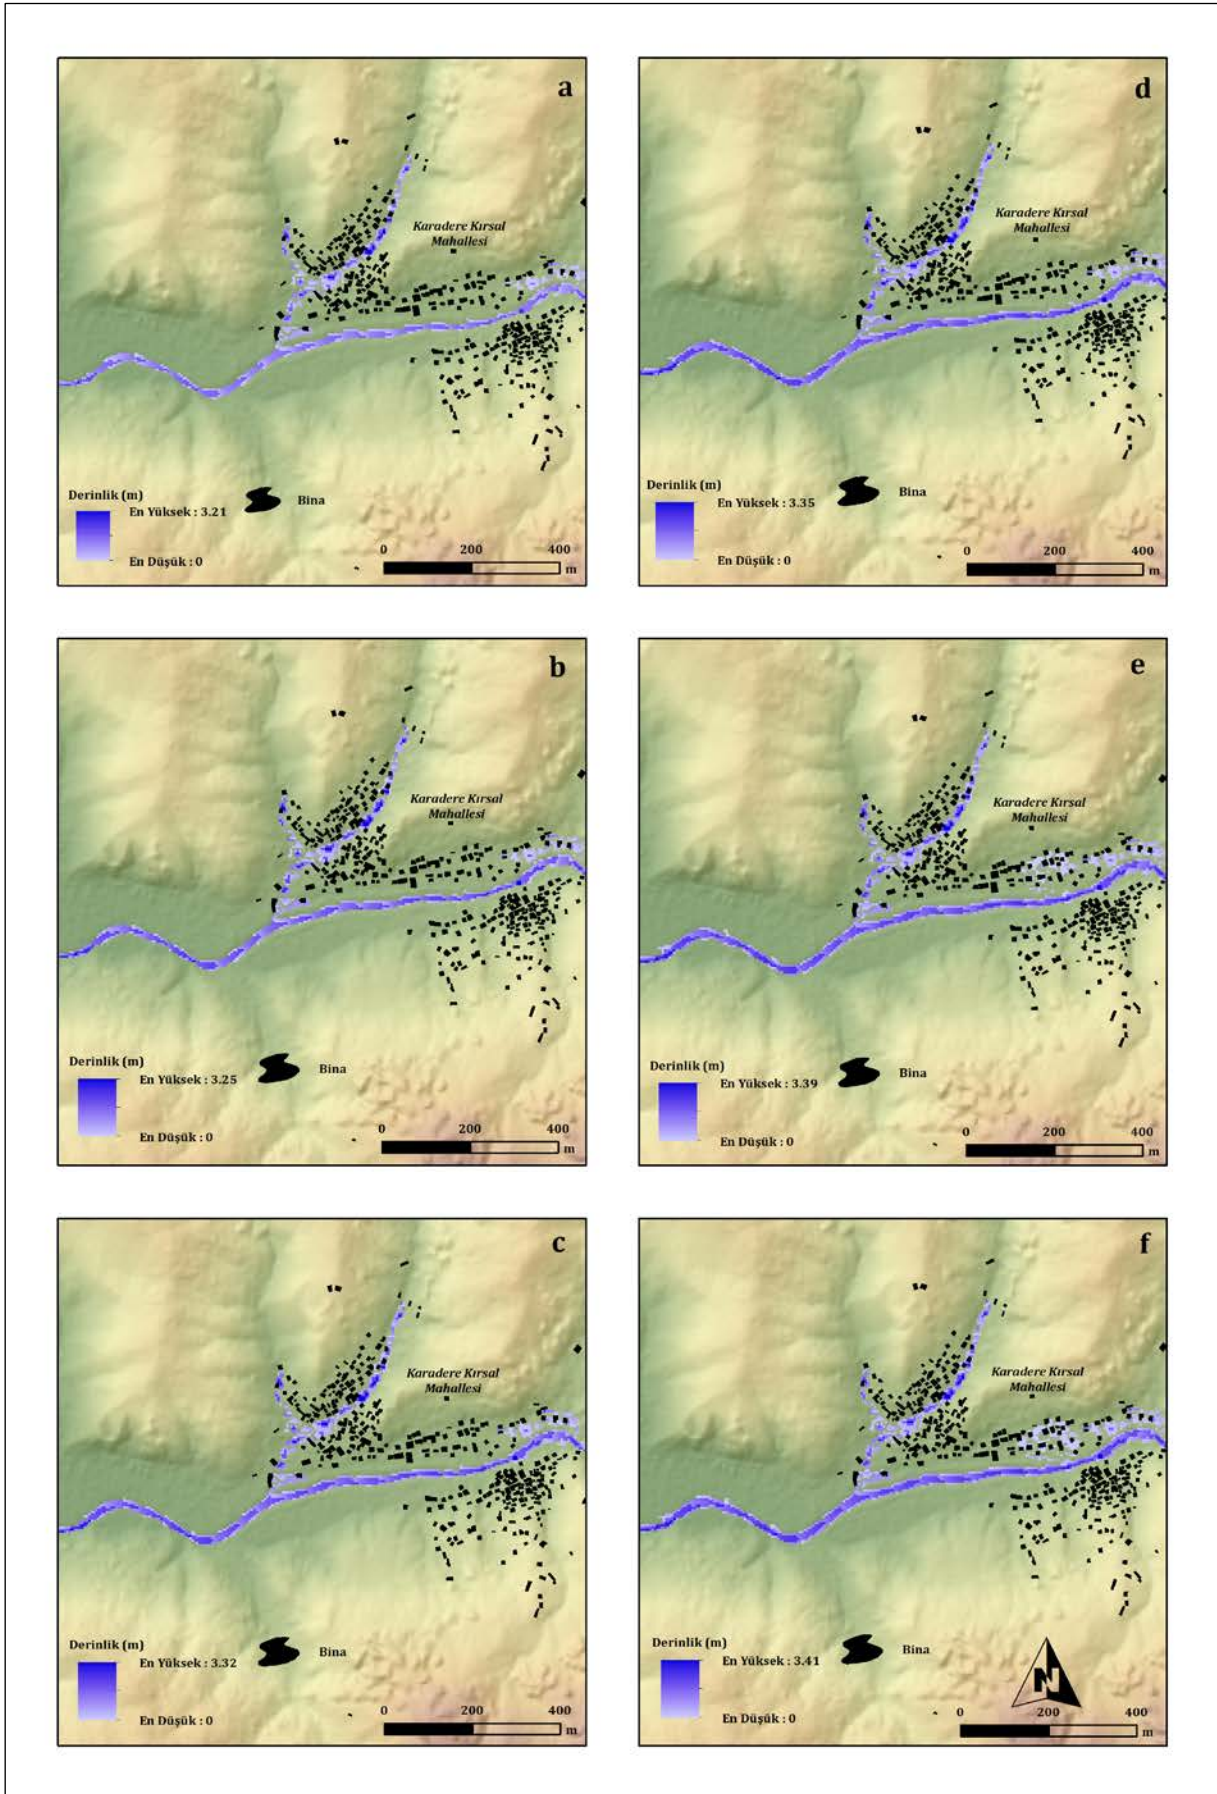 a
Karadere Kırsal
Mahallesi
Derinlik (m)
En Yüksek : 3.21
En Düşük : 0
Bina
0 200 400
m
d
Karadere Kırsal
Mahallesi
Derinlik (m)
En Yüksek : 3.35
En Düşük : 0
Bina
0 200 400
m
b
Karadere Kırsal
Mahallesi
Derinlik (m)
En Yüksek : 3.25
En Düşük : 0
Bina
0 200 400
m
e
Karadere Kırsal
Mahallesi
Derinlik (m)
En Yüksek : 3.39
En Düşük : 0
Bina
0 200 400
m
c
Karadere Kırsal
Mahallesi
Derinlik (m)
En Yüksek : 3.32
En Düşük : 0
Bina
0 200 400
m
f
Karadere Kırsal
Mahallesi
Derinlik (m)
En Yüksek : 3.41
En Düşük : 0
Bina
N
0 200 400
m